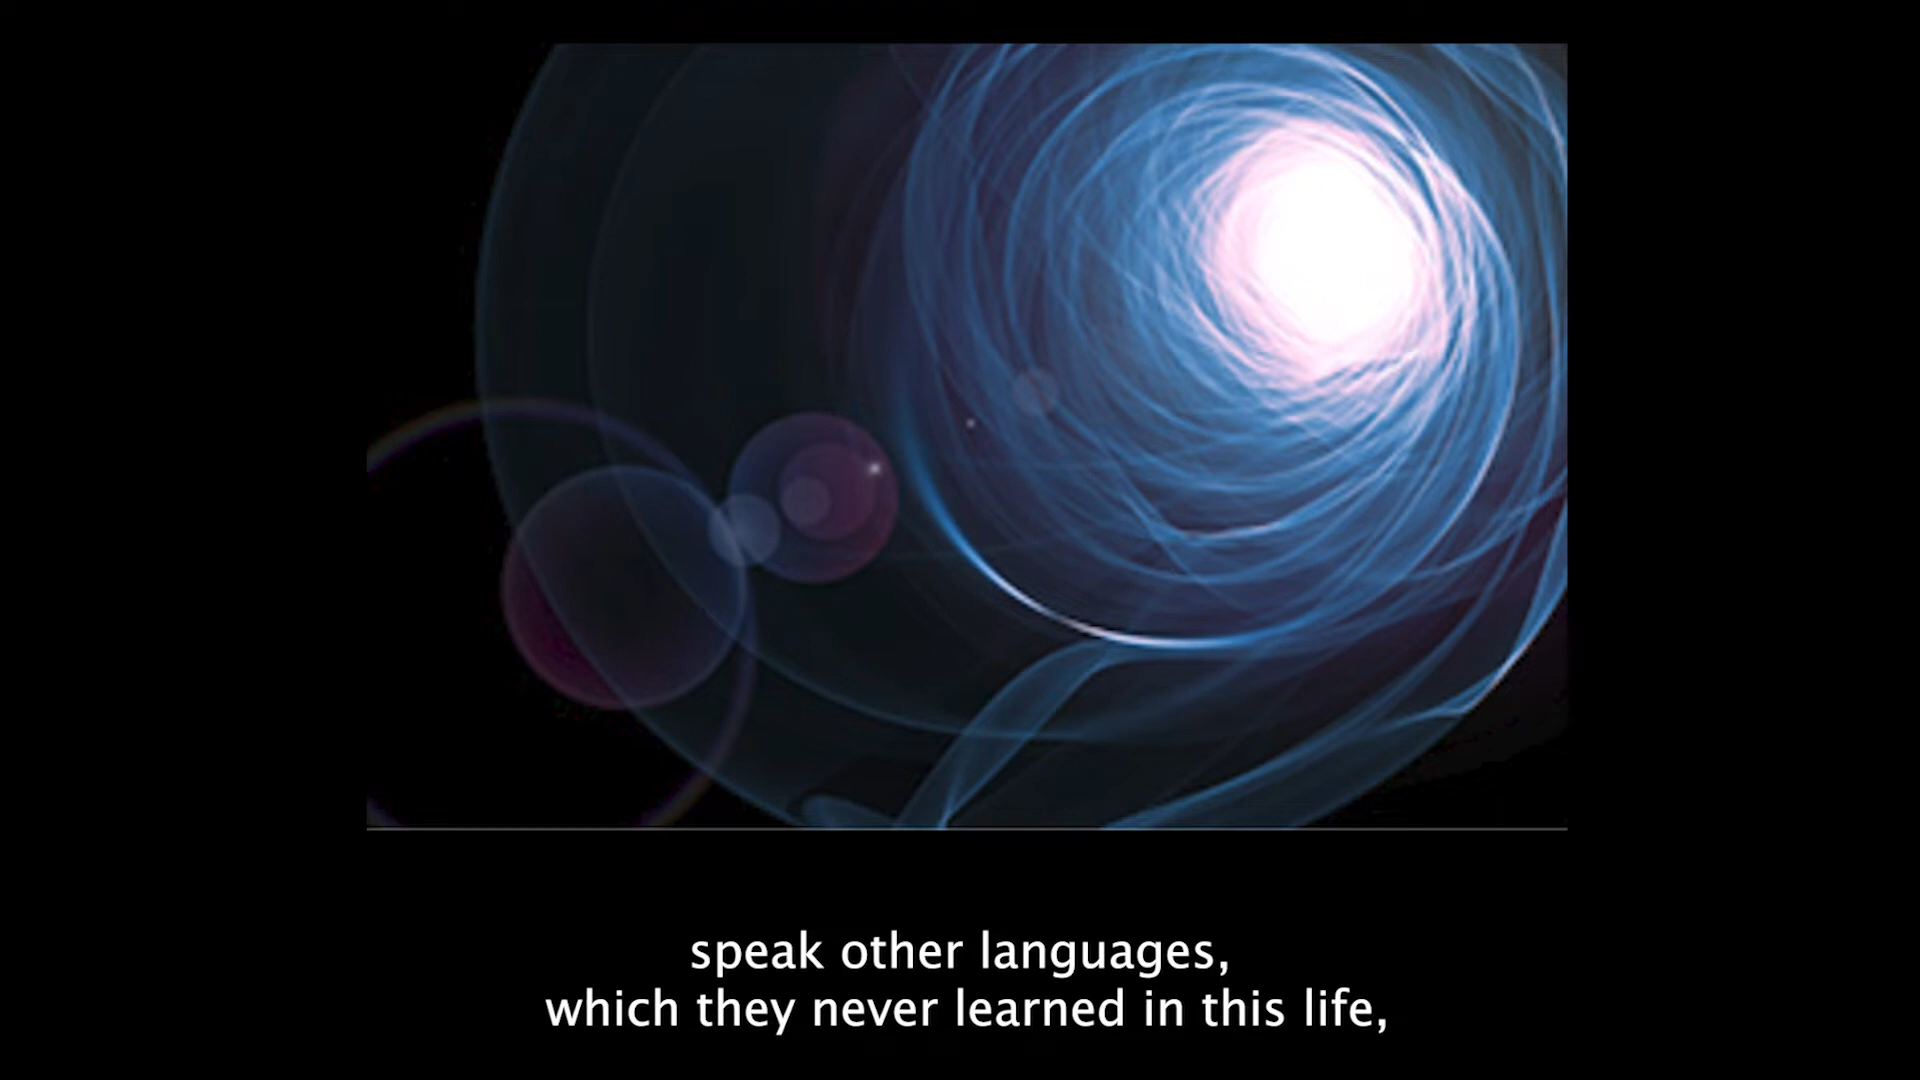 speak other languages,
which they never learned in this life,